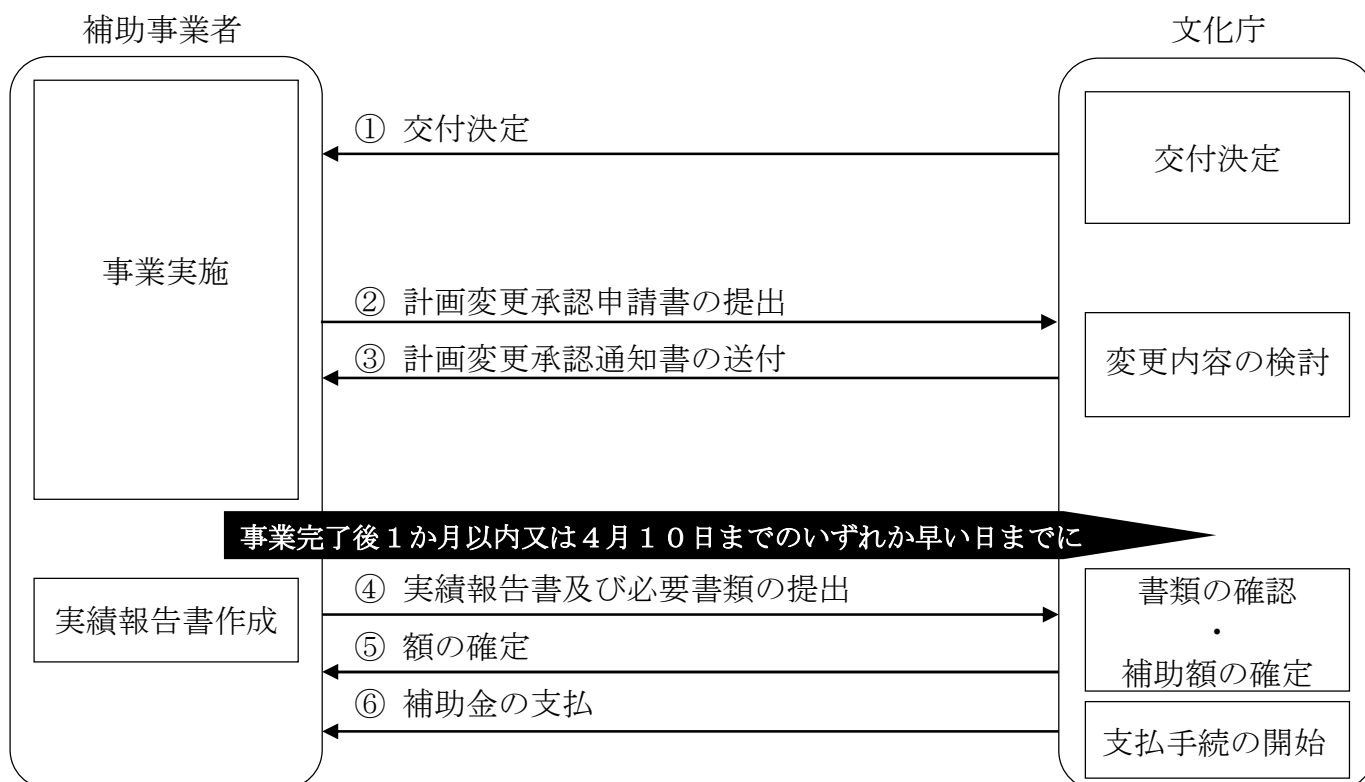 補助事業者
文化庁
① 交付決定
交付決定
事業実施
② 計画変更承認申請書の提出
③ 計画変更承認通知書の送付
変更内容の検討
事業完了後１か月以内又は４月１０日までのいずれか早い日までに
④ 実績報告書及び必要書類の提出
実績報告書作成
書類の確認
・
補助額の確定
⑤ 額の確定
⑥ 補助金の支払
支払手続の開始